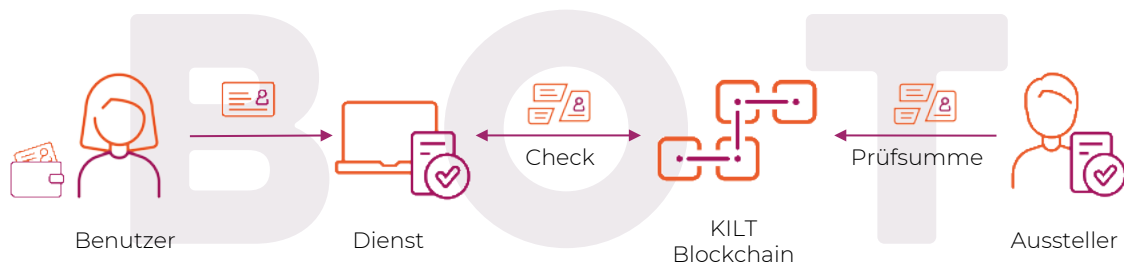 BOT
Check
Prüfsumme
Benutzer
Dienst
KILT
Blockchain
Aussteller